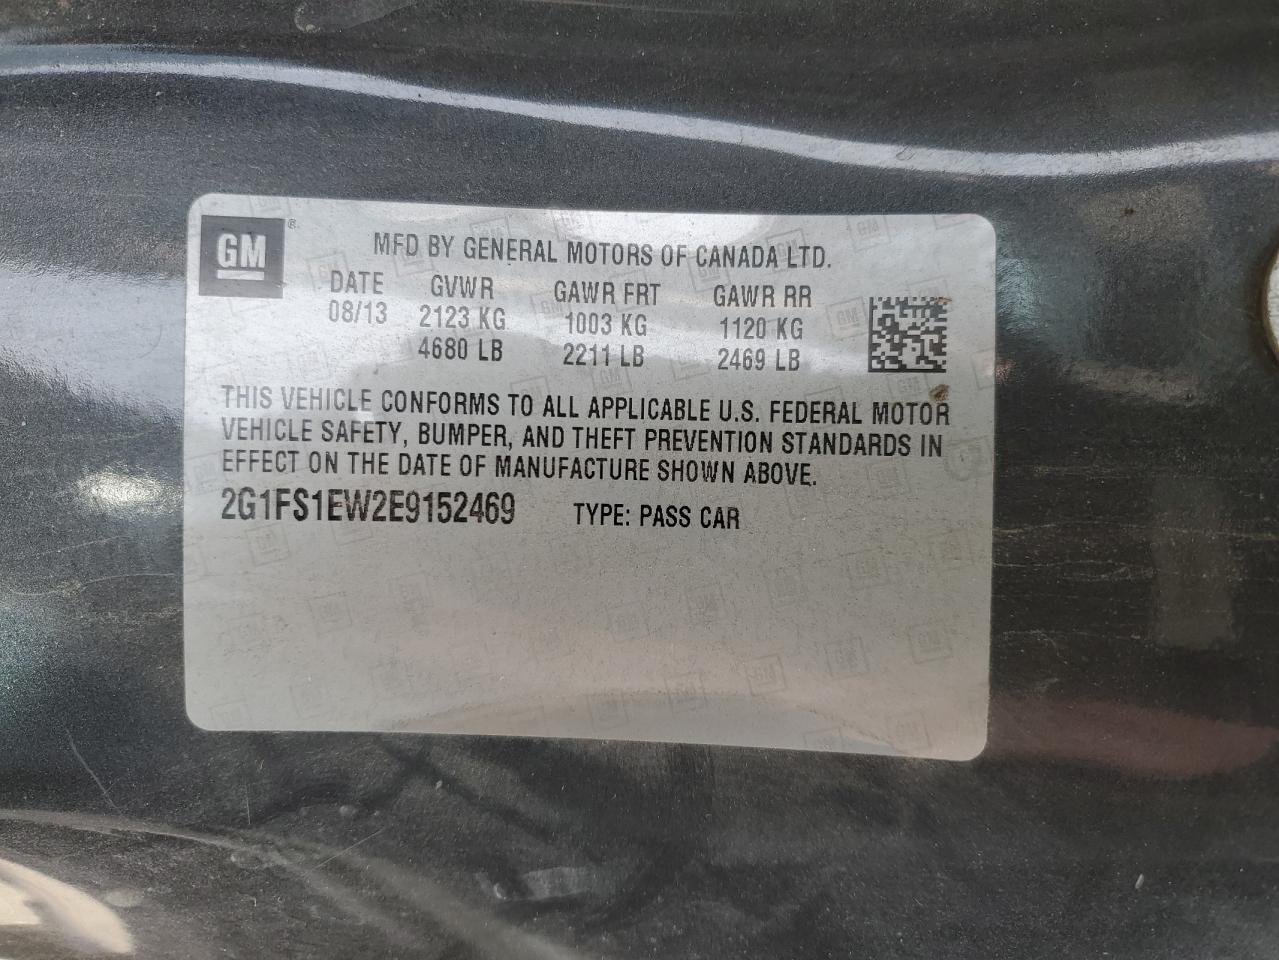 GM ®
MFD BY GENERAL MOTORS OF CANADA LTD.
DATE GVWR GAWR FRT GAWR RR
08/13 2123 KG 1003 KG 1120 KG
4680 LB 2211 LB 2469 LB
THIS VEHICLE CONFORMS TO ALL APPLICABLE U.S. FEDERAL MOTOR
VEHICLE SAFETY, BUMPER, AND THEFT PREVENTION STANDARDS IN
EFFECT ON THE DATE OF MANUFACTURE SHOWN ABOVE.
2G1FS1EW2E9152469 TYPE: PASS CAR